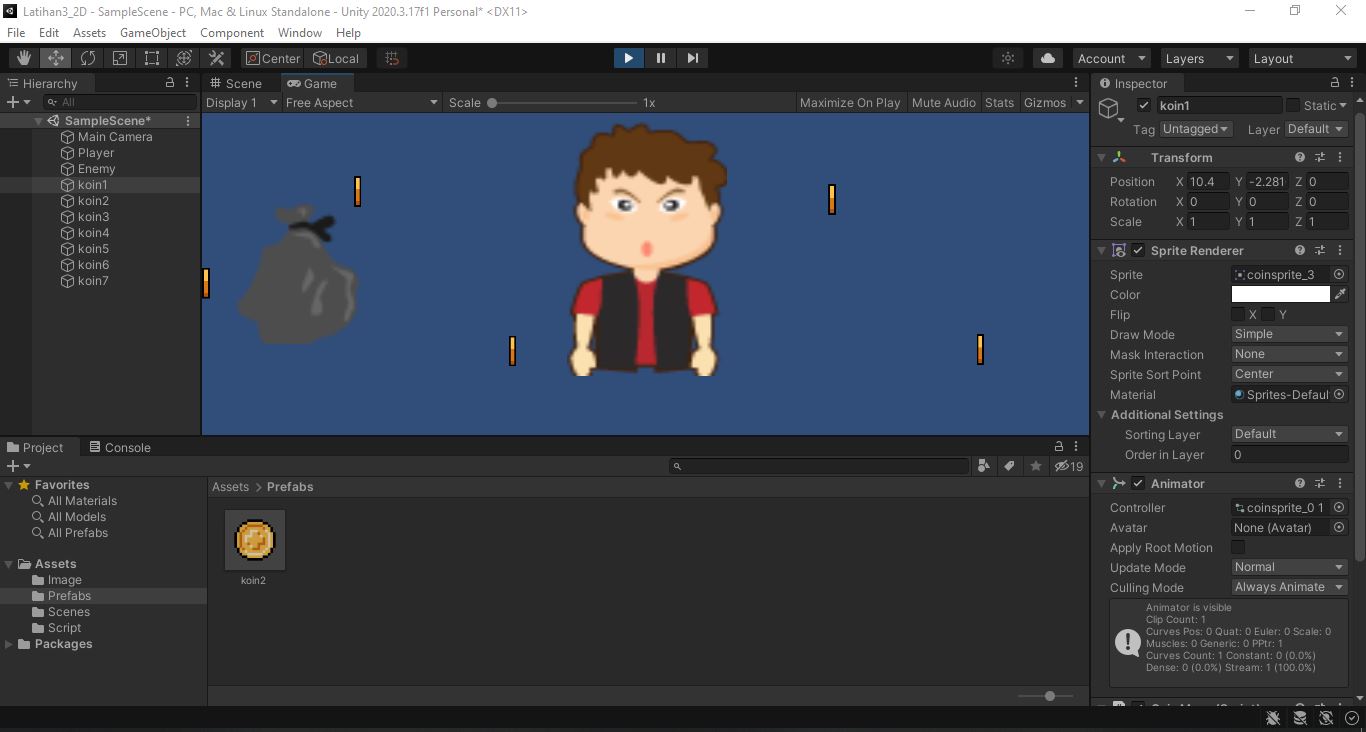 Latihan3_2D - SampleScene - PC, Mac & Linux Standalone - Unity 2020.3.17f1 Personal* <DX11>
File Edit Assets GameObject Component Window Help
Center Local Account Layers Layout
Hierarchy
All
SampleScene*
Main Camera
Player
Enemy
koin1
koin2
koin3
koin4
koin5
koin6
koin7
Scene Game
Display 1 Free Aspect Scale 1x Maximize On Play Mute Audio Stats Gizmos
Inspector
koin1 Static
Tag Untagged Layer Default
Transform
Position X 10.4 Y -2.281 Z 0
Rotation X 0 Y 0 Z 0
Scale X 1 Y 1 Z 1
Sprite Renderer
Sprite coinsprite_3
Color
Flip X Y
Draw Mode Simple
Mask Interaction None
Sprite Sort Point Center
Material Sprites-Defaul
Additional Settings
Sorting Layer Default
Order in Layer 0
Animator
Controller coinsprite_0 1
Avatar None (Avatar)
Apply Root Motion
Update Mode Normal
Culling Mode Always Animate
Animator is visible
Clip Count: 1
Curves Pos: 0 Quat: 0 Euler: 0 Scale: 0
Muscles: 0 Generic: 0 PPtr: 1
Curves Count: 1 Constant: 0 (0.0%)
Dense: 0 (0.0%) Stream: 1 (100.0%)
Project Console
19
Favorites
All Materials
All Models
All Prefabs
Assets
Image
Prefabs
Scenes
Script
Packages
Assets > Prefabs
koin2